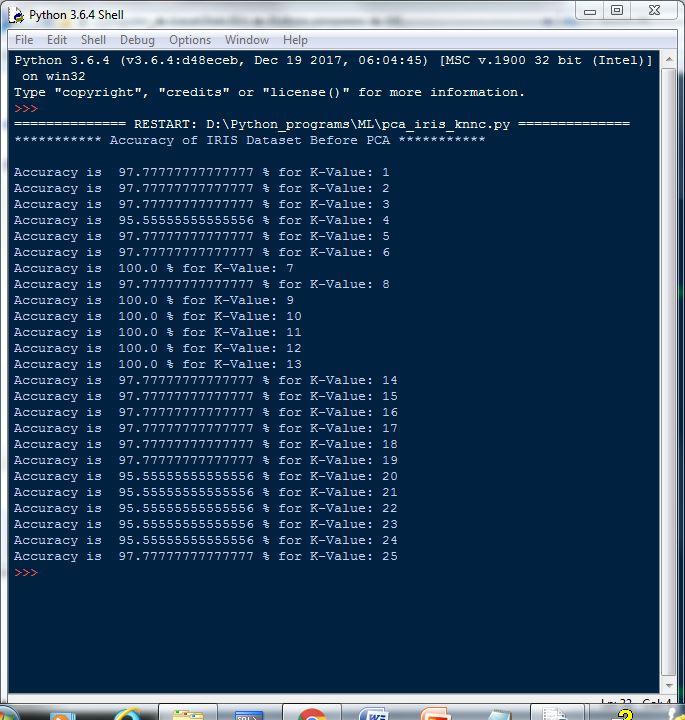 Python 3.6.4 Shell
File Edit Shell Debug Options Window Help
Python 3.6.4 (v3.6.4:d48eceb, Dec 19 2017, 06:04:45) [MSC v.1900 32 bit (Intel)]
on win32
Type "copyright", "credits" or "license()" for more information.
>>>
============== RESTART: D:\Python_programs\ML\pca_iris_knnc.py ==============
*********** Accuracy of IRIS Dataset Before PCA ***********
Accuracy is  97.77777777777777 % for K-Value: 1
Accuracy is  97.77777777777777 % for K-Value: 2
Accuracy is  97.77777777777777 % for K-Value: 3
Accuracy is  95.55555555555556 % for K-Value: 4
Accuracy is  97.77777777777777 % for K-Value: 5
Accuracy is  97.77777777777777 % for K-Value: 6
Accuracy is  100.0 % for K-Value: 7
Accuracy is  97.77777777777777 % for K-Value: 8
Accuracy is  100.0 % for K-Value: 9
Accuracy is  100.0 % for K-Value: 10
Accuracy is  100.0 % for K-Value: 11
Accuracy is  100.0 % for K-Value: 12
Accuracy is  100.0 % for K-Value: 13
Accuracy is  97.77777777777777 % for K-Value: 14
Accuracy is  97.77777777777777 % for K-Value: 15
Accuracy is  97.77777777777777 % for K-Value: 16
Accuracy is  97.77777777777777 % for K-Value: 17
Accuracy is  97.77777777777777 % for K-Value: 18
Accuracy is  97.77777777777777 % for K-Value: 19
Accuracy is  95.55555555555556 % for K-Value: 20
Accuracy is  95.55555555555556 % for K-Value: 21
Accuracy is  95.55555555555556 % for K-Value: 22
Accuracy is  95.55555555555556 % for K-Value: 23
Accuracy is  95.55555555555556 % for K-Value: 24
Accuracy is  97.77777777777777 % for K-Value: 25
>>>